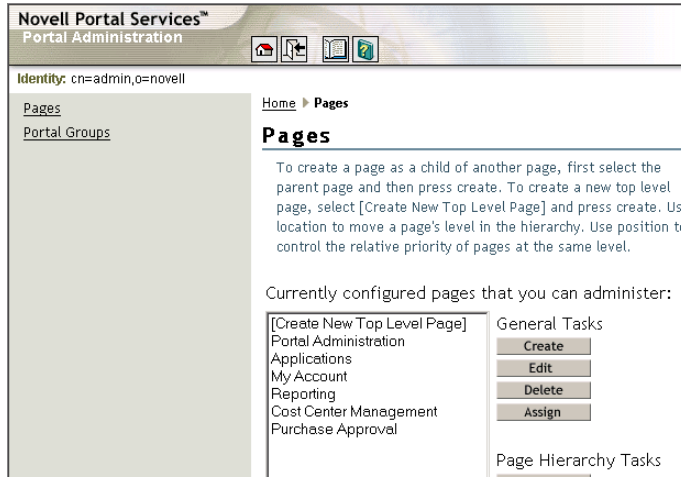 Novell Portal Services™
Portal Administration
Identity: cn=admin,o=novell
Pages
Portal Groups
Home Pages
Pages
To create a page as a child of another page, first select the
parent page and then press create. To create a new top level
page, select [Create New Top Level Page] and press create. Us
location to move a page's level in the hierarchy. Use position t
control the relative priority of pages at the same level.
Currently configured pages that you can administer:
[Create New Top Level Page]
Portal Administration
Applications
My Account
Reporting
Cost Center Management
Purchase Approval
General Tasks
Create
Edit
Delete
Assign
Page Hierarchy Tasks